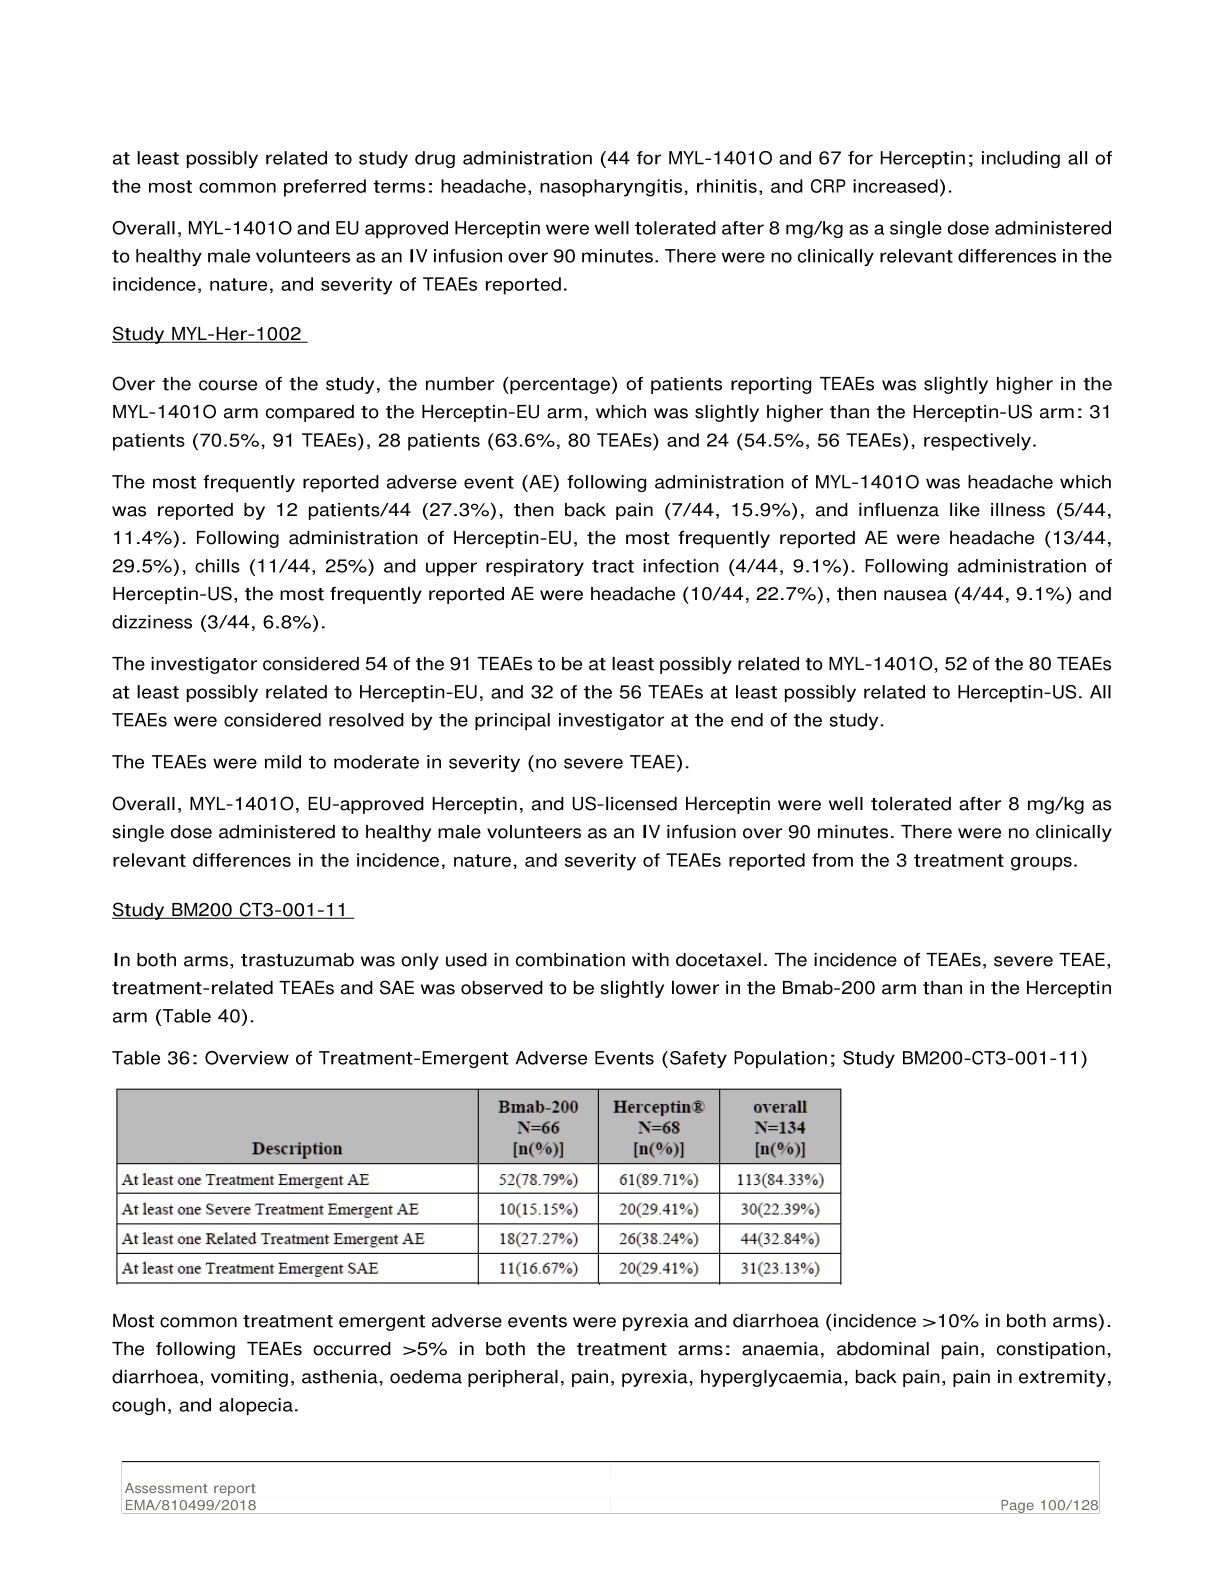 at least possibly related to study drug administration (44 for MYL-1401O and 67 for Herceptin; including all of
the most common preferred terms: headache, nasopharyngitis, rhinitis, and CRP increased).
Overall, MYL-1401O and EU approved Herceptin were well tolerated after 8 mg/kg as a single dose administered
to healthy male volunteers as an IV infusion over 90 minutes. There were no clinically relevant differences in the
incidence, nature, and severity of TEAEs reported.
Study MYL-Her-1002
Over the course of the study, the number (percentage) of patients reporting TEAEs was slightly higher in the
MYL-1401O arm compared to the Herceptin-EU arm, which was slightly higher than the Herceptin-US arm: 31
patients (70.5%, 91 TEAEs), 28 patients (63.6%, 80 TEAEs) and 24 (54.5%, 56 TEAEs), respectively.
The most frequently reported adverse event (AE) following administration of MYL-1401O was headache which
was reported by 12 patients/44 (27.3%), then back pain (7/44, 15.9%), and influenza like illness (5/44,
11.4%). Following administration of Herceptin-EU, the most frequently reported AE were headache (13/44,
29.5%), chills (11/44, 25%) and upper respiratory tract infection (4/44, 9.1%). Following administration of
Herceptin-US, the most frequently reported AE were headache (10/44, 22.7%), then nausea (4/44, 9.1%) and
dizziness (3/44, 6.8%).
The investigator considered 54 of the 91 TEAEs to be at least possibly related to MYL-1401O, 52 of the 80 TEAEs
at least possibly related to Herceptin-EU, and 32 of the 56 TEAEs at least possibly related to Herceptin-US. All
TEAEs were considered resolved by the principal investigator at the end of the study.
The TEAEs were mild to moderate in severity (no severe TEAE).
Overall, MYL-1401O, EU-approved Herceptin, and US-licensed Herceptin were well tolerated after 8 mg/kg as
single dose administered to healthy male volunteers as an IV infusion over 90 minutes. There were no clinically
relevant differences in the incidence, nature, and severity of TEAEs reported from the 3 treatment groups.
Study BM200 CT3-001-11
In both arms, trastuzumab was only used in combination with docetaxel. The incidence of TEAEs, severe TEAE,
treatment-related TEAEs and SAE was observed to be slightly lower in the Bmab-200 arm than in the Herceptin
arm (Table 40).
Table 36: Overview of Treatment-Emergent Adverse Events (Safety Population; Study BM200-CT3-001-11)
Bmab-200 Herceptin® overall
N=66 N=68 N=134
Description [n(%)] [n(%)] [n(%)]
At least one Treatment Emergent AE 52(78.79%) 61(89.71%) 113(84.33%)
At least one Severe Treatment Emergent AE 10(15.15%) 20(29.41%) 30(22.39%)
At least one Related Treatment Emergent AE 18(27.27%) 26(38.24%) 44(32.84%)
At least one Treatment Emergent SAE 11(16.67%) 20(29.41%) 31(23.13%)
Most common treatment emergent adverse events were pyrexia and diarrhoea (incidence >10% in both arms).
The following TEAEs occurred >5% in both the treatment arms: anaemia, abdominal pain, constipation,
diarrhoea, vomiting, asthenia, oedema peripheral, pain, pyrexia, hyperglycaemia, back pain, pain in extremity,
cough, and alopecia.
Assessment report
EMA/810499/2018 Page 100/128